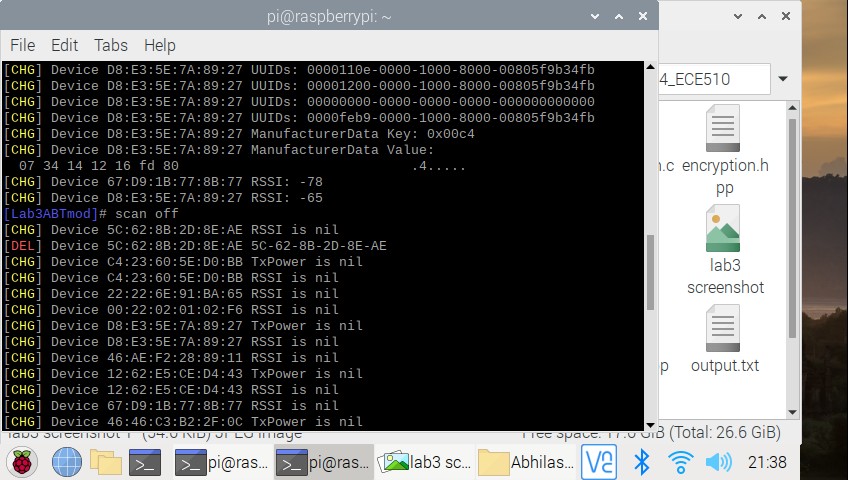 pi@raspberrypi: ~
File Edit Tabs Help
[CHG] Device D8:E3:5E:7A:89:27 UUIDs: 0000110e-0000-1000-8000-00805f9b34fb
[CHG] Device D8:E3:5E:7A:89:27 UUIDs: 00001200-0000-1000-8000-00805f9b34fb
[CHG] Device D8:E3:5E:7A:89:27 UUIDs: 00000000-0000-0000-0000-000000000000
[CHG] Device D8:E3:5E:7A:89:27 UUIDs: 0000feb9-0000-1000-8000-00805f9b34fb
[CHG] Device D8:E3:5E:7A:89:27 ManufacturerData Key: 0x00c4
[CHG] Device D8:E3:5E:7A:89:27 ManufacturerData Value:
07 34 14 12 16 fd 80 .4.....
[CHG] Device 67:D9:1B:77:8B:77 RSSI: -78
[CHG] Device D8:E3:5E:7A:89:27 RSSI: -65
[Lab3ABTmod]# scan off
[CHG] Device 5C:62:8B:2D:8E:AE RSSI is nil
[DEL] Device 5C:62:8B:2D:8E:AE 5C-62-8B-2D-8E-AE
[CHG] Device C4:23:60:5E:D0:BB TxPower is nil
[CHG] Device C4:23:60:5E:D0:BB RSSI is nil
[CHG] Device 22:22:6E:91:BA:65 RSSI is nil
[CHG] Device 00:22:02:01:02:F6 RSSI is nil
[CHG] Device D8:E3:5E:7A:89:27 TxPower is nil
[CHG] Device D8:E3:5E:7A:89:27 RSSI is nil
[CHG] Device 46:AE:F2:28:89:11 RSSI is nil
[CHG] Device 12:62:E5:CE:D4:43 TxPower is nil
[CHG] Device 12:62:E5:CE:D4:43 RSSI is nil
[CHG] Device 67:D9:1B:77:8B:77 RSSI is nil
[CHG] Device 46:46:C3:B2:2F:0C TxPower is nil
4_ECE510
n.c encryption.h
pp
lab3
screenshot
p output.txt
lab3 screenshot 1" (54.0 KiB) JPEG image Free space: 17.6 GiB (Total: 26.6 GiB)
pi@ras... pi@ras... lab3 sc... Abhilas... 21:38